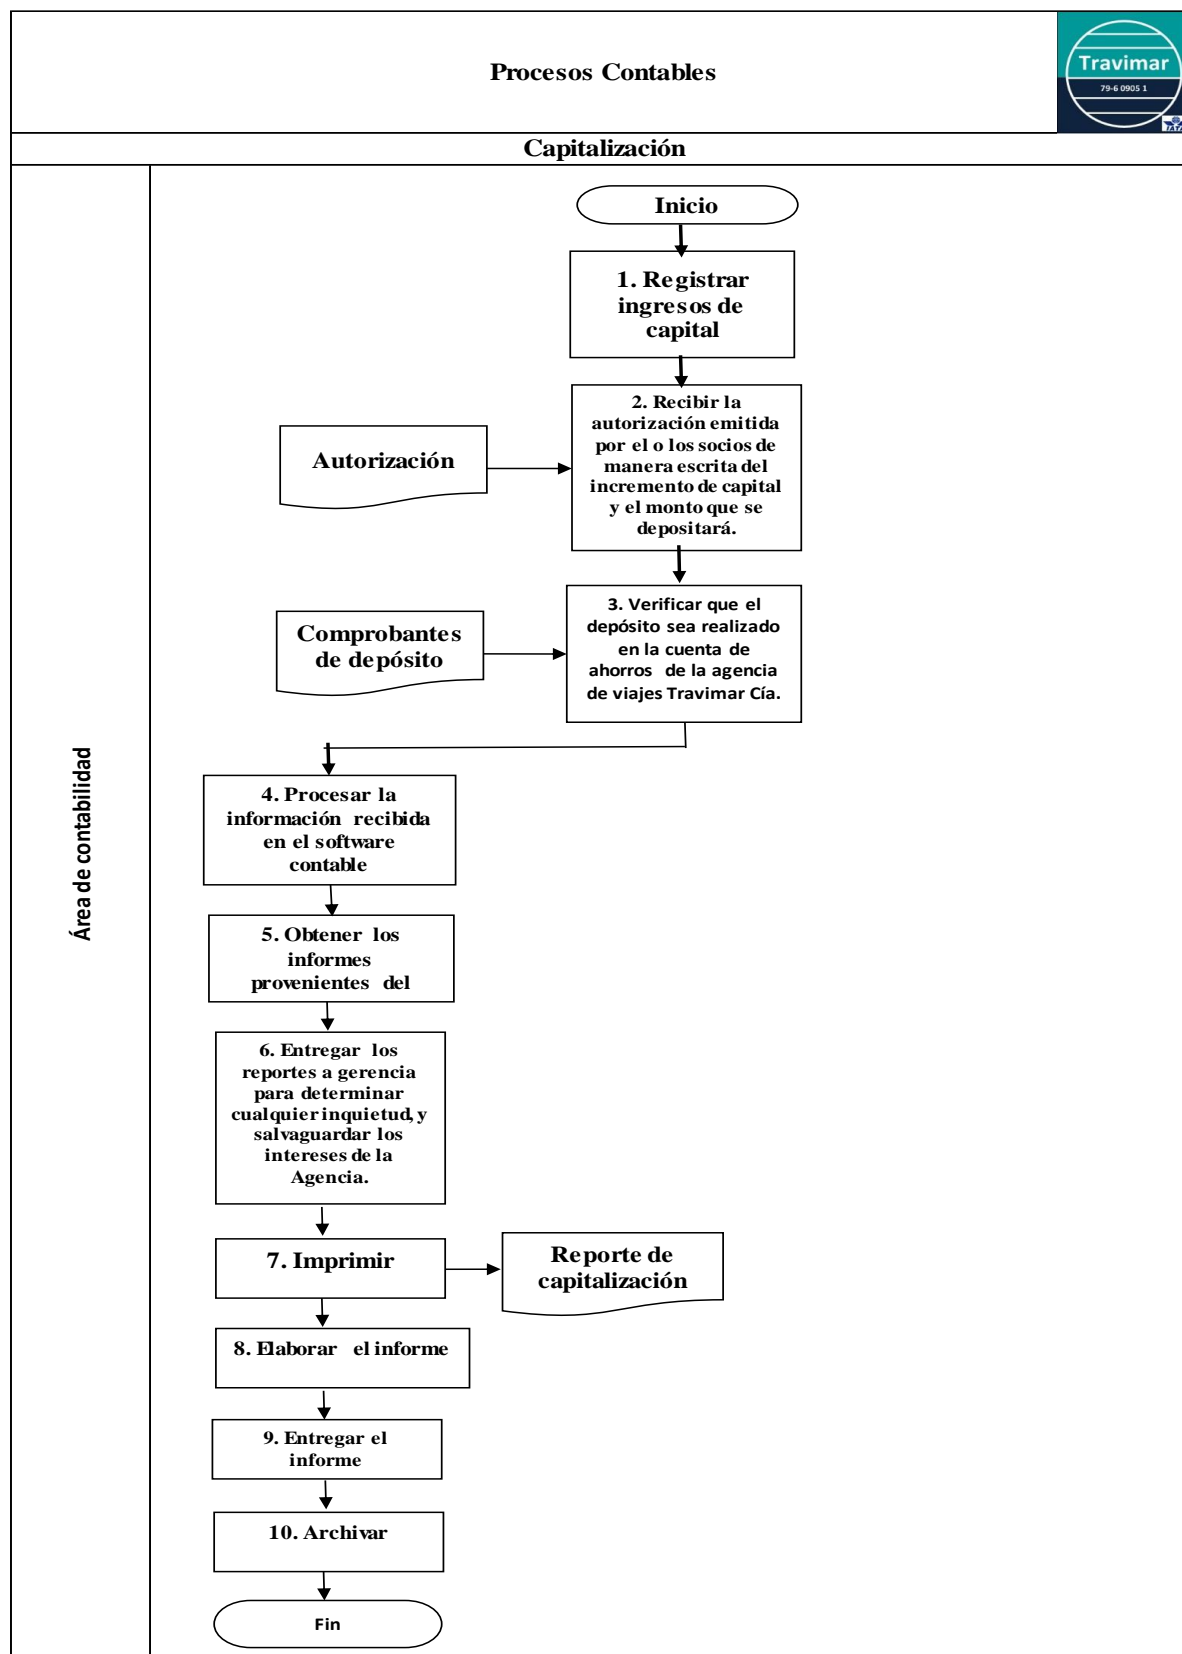 Procesos Contables
Travimar
79-6 0905 1
IATA
Capitalización
Área de contabilidad
Inicio
1. Registrar
ingresos de
capital
2. Recibir la
autorización emitida
por el o los socios de
manera escrita del
incremento de capital
y el monto que se
depositará.
Autorización
3. Verificar que el
depósito sea realizado
en la cuenta de
ahorros de la agencia
de viajes Travimar Cía.
Comprobantes
de depósito
4. Procesar la
información recibida
en el software
contable
5. Obtener los
informes
provenientes del
6. Entregar los
reportes a gerencia
para determinar
cualquier inquietud, y
salvaguardar los
intereses de la
Agencia.
7. Imprimir
Reporte de
capitalización
8. Elaborar el informe
9. Entregar el
informe
10. Archivar
Fin